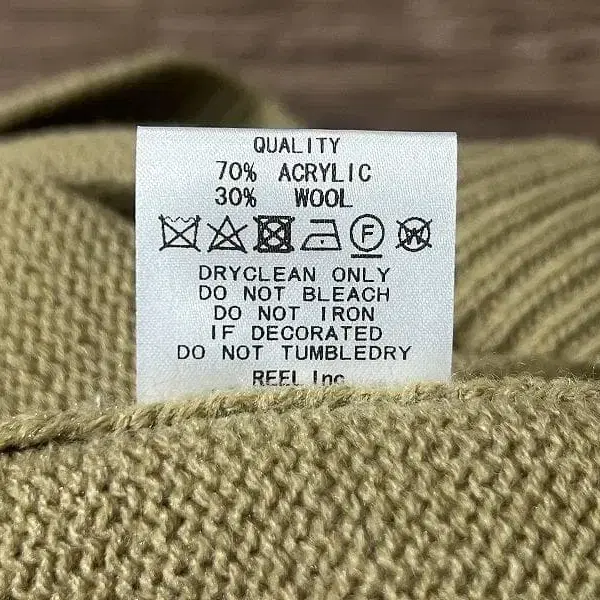 QUALITY
70% ACRYLIC
30% WOOL
F W
DRYCLEAN ONLY
DO NOT BLEACH
DO NOT IRON
IF DECORATED
DO NOT TUMBLEDRY
REEL Inc